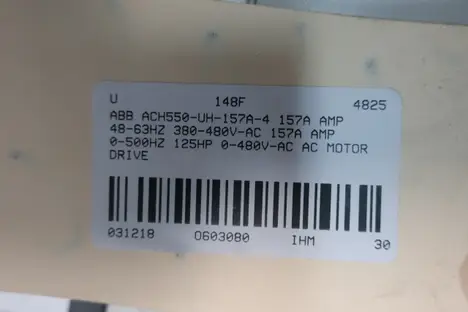 U 148F 4825
ABB ACH550-UH-157A-4 157A AMP
48-63HZ 380-480V-AC 157A AMP
0-500HZ 125HP 0-480V-AC AC MOTOR
DRIVE
031218 O603080 IHM 30